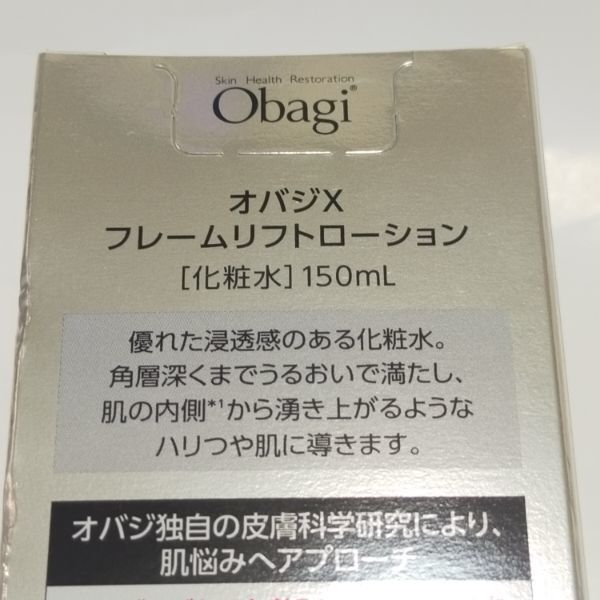 Skin Health Restoration
Obagi®
オバジX
フレームリフトローション
[化粧水]150mL
優れた浸透感のある化粧水。
角層深くまでうるおいで満たし、
肌の内側*1から湧き上がるような
ハリつや肌に導きます。
オバジ独自の皮膚科学研究により、
肌悩みへアプローチ